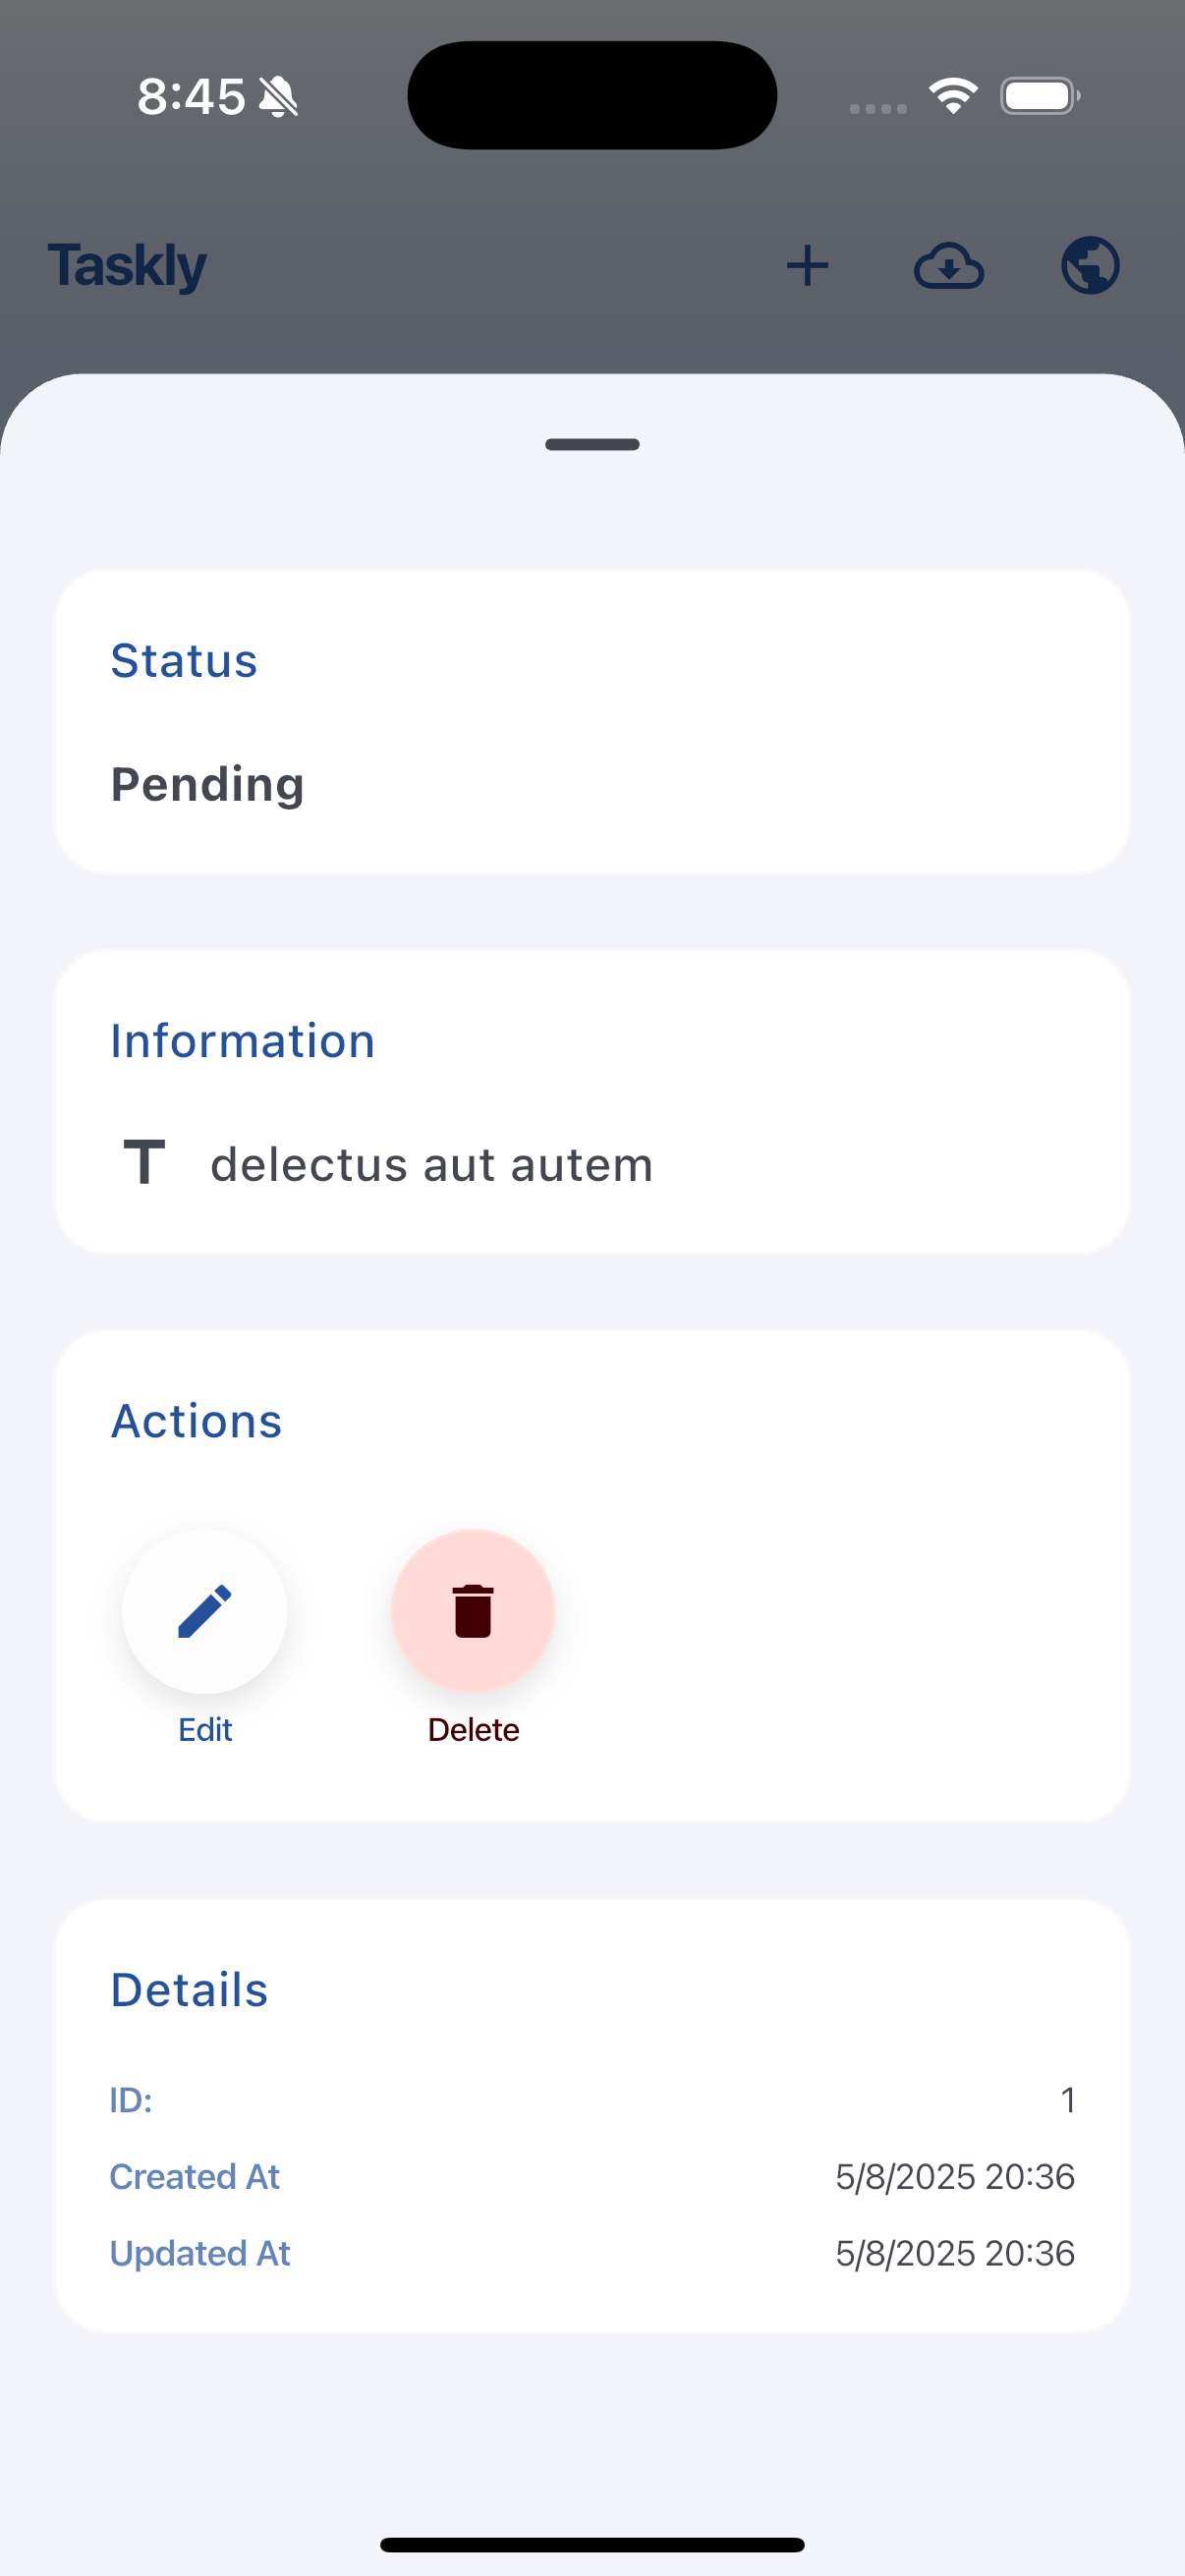 8:45
Taskly
Status
Pending
Information
T delectus aut autem
Actions
Edit Delete
Details
ID: 1
Created At 5/8/2025 20:36
Updated At 5/8/2025 20:36